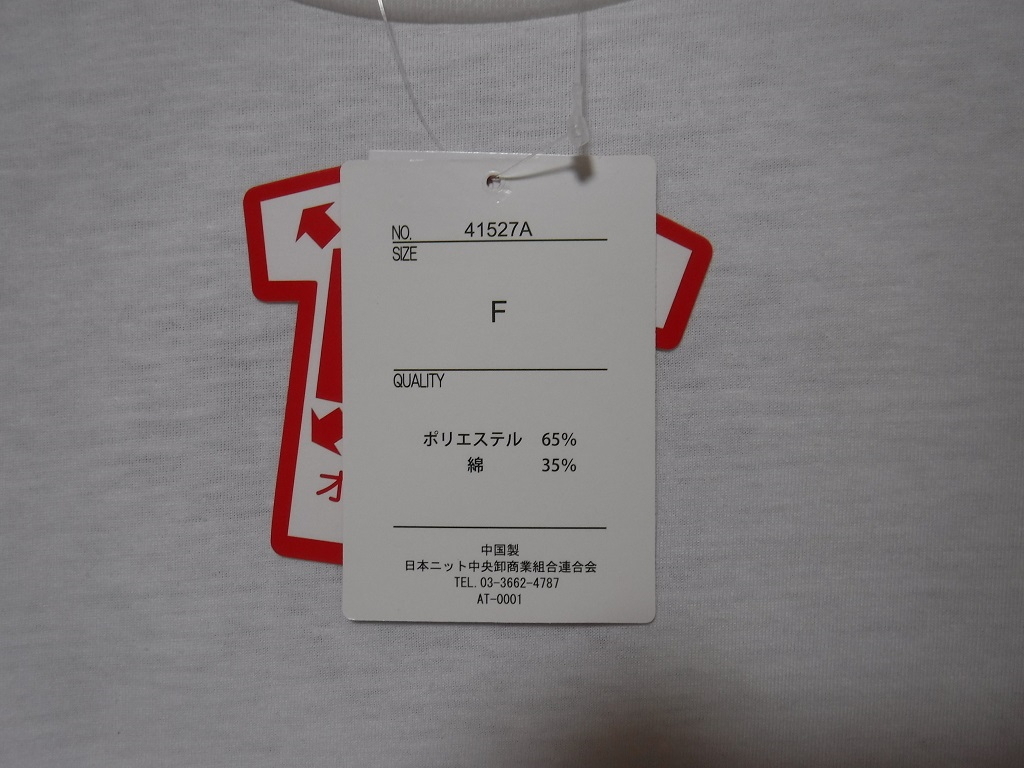 NO. 41527A
SIZE
F
QUALITY
ポリエステル 65%
綿 35%
中国製
日本ニット中央卸商業組合連合会
TEL. 03-3662-4787
AT-0001
オ